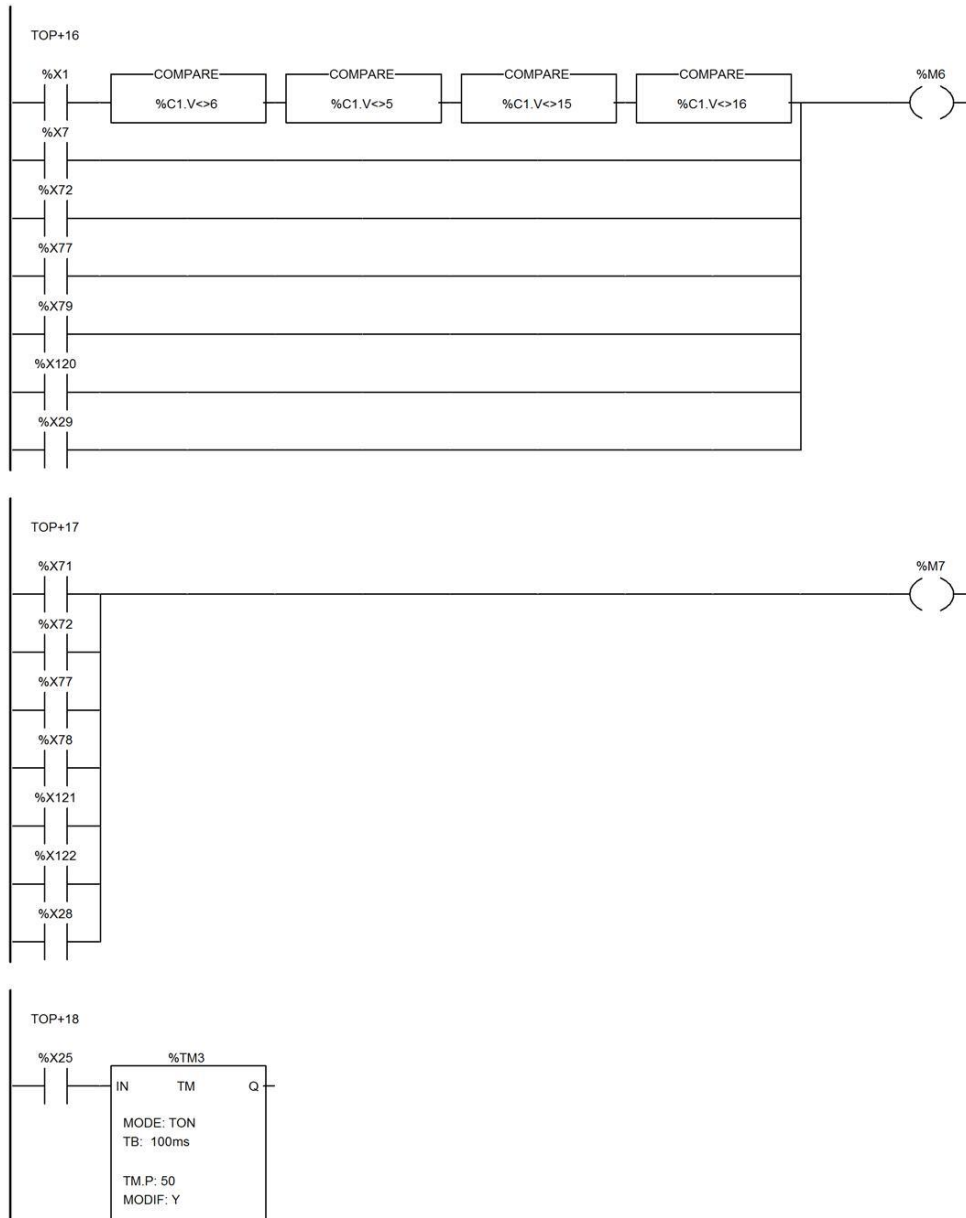 TOP+16
%X1 COMPARE COMPARE COMPARE COMPARE %M6
%C1.V<>6 %C1.V<>5 %C1.V<>15 %C1.V<>16
%X7
%X72
%X77
%X79
%X120
%X29
TOP+17
%X71 %M7
%X72
%X77
%X78
%X121
%X122
%X28
TOP+18
%X25 %TM3
IN TM Q
MODE: TON
TB: 100ms
TM.P: 50
MODIF: Y